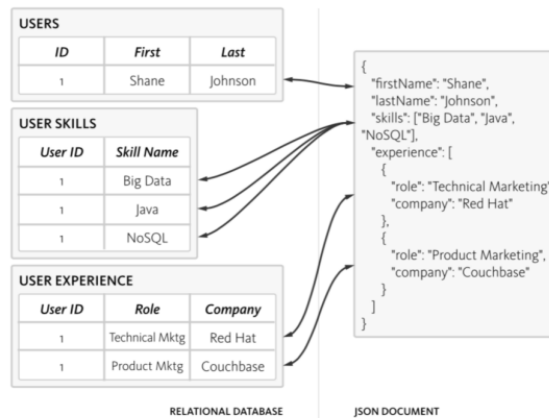 USERS
ID First Last
1 Shane Johnson
USER SKILLS
User ID Skill Name
1 Big Data
1 Java
1 NoSQL
USER EXPERIENCE
User ID Role Company
1 Technical Mktg Red Hat
1 Product Mktg Couchbase
RELATIONAL DATABASE
{
"firstName": "Shane",
"lastName": "Johnson",
"skills": ["Big Data", "Java",
"NoSQL"],
"experience": [
{
"role": "Technical Marketing",
"company": "Red Hat"
},
{
"role": "Product Marketing",
"company": "Couchbase"
}
]
}
JSON DOCUMENT